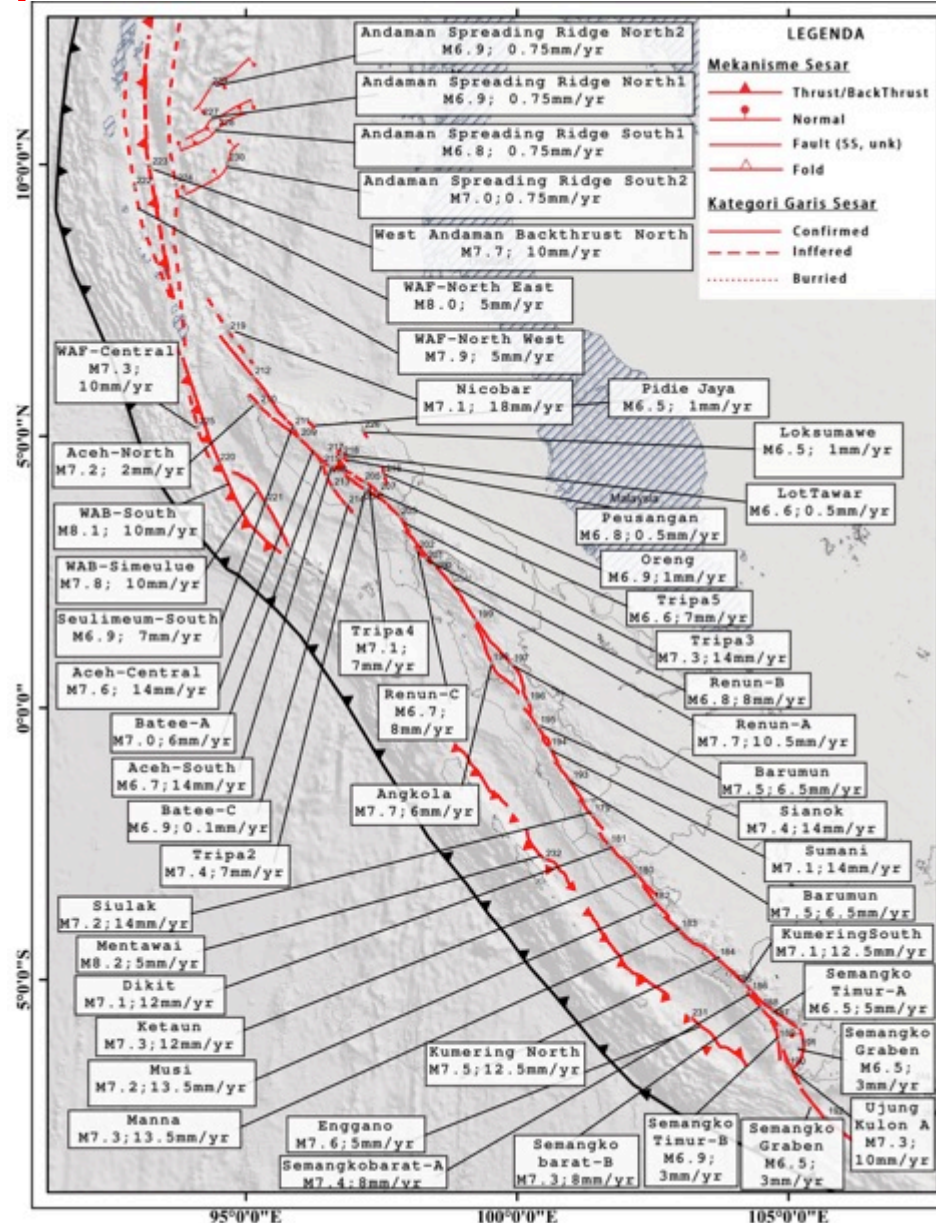 Andaman Spreading Ridge North2
M6.9; 0.75mm/yr
Andaman Spreading Ridge North1
M6.9; 0.75mm/yr
Andaman Spreading Ridge South1
M6.8; 0.75mm/yr
Andaman Spreading Ridge South2
M7.0;0.75mm/yr
West Andaman Backthrust North
M7.7; 10mm/yr
WAF-North East
M8.0; 5mm/yr
WAF-North West
M7.9; 5mm/yr
LEGENDA
Mekanisme Sesar
Thrust/BackThrust
Normal
Fault (SS, unk)
Fold
Kategori Garis Sesar
Confirmed
Inffered
Burried
WAF-Central
M7.3;
10mm/yr
Nicobar
M7.1; 18mm/yr
Pidie Jaya
M6.5; 1mm/yr
Aceh-North
M7.2; 2mm/yr
Loksumawe
M6.5; 1mm/yr
WAB-South
M8.1; 10mm/yr
LotTawar
M6.6;0.5mm/yr
Malaysia
Peusangan
M6.8;0.5mm/yr
WAB-Simeulue
M7.8; 10mm/yr
Oreng
M6.9;1mm/yr
Seulimeum-South
M6.9; 7mm/yr
Tripa5
M6.6;7mm/yr
Tripa4
M7.1;
7mm/yr
Tripa3
M7.3;14mm/yr
Aceh-Central
M7.6; 14mm/yr
Renun-C
M6.7;
8mm/yr
Renun-B
M6.8;8mm/yr
Batee-A
M7.0;6mm/yr
Renun-A
M7.7;10.5mm/yr
Aceh-South
M6.7;14mm/yr
Angkola
M7.7;6mm/yr
Barumun
M7.5;6.5mm/yr
Batee-C
M6.9;0.1mm/yr
Sianok
M7.4;14mm/yr
Tripa2
M7.4;7mm/yr
Sumani
M7.1;14mm/yr
Siulak
M7.2;14mm/yr
Barumun
M7.5;6.5mm/yr
Mentawai
M8.2;5mm/yr
KumeringSouth
M7.1;12.5mm/yr
Dikit
M7.1;12mm/yr
Semangko
Timur-A
M6.5;5mm/yr
Ketaun
M7.3;12mm/yr
Kumering North
M7.5;12.5mm/yr
Semangko
Graben
M6.5;
3mm/yr
Musi
M7.2;13.5mm/yr
Manna
M7.3;13.5mm/yr
Enggano
M7.6;5mm/yr
Semangkobarat-A
M7.4;8mm/yr
Semangko
barat-B
M7.3;8mm/yr
Semangko
Timur-B
M6.9;
3mm/yr
Semangko
Graben
M6.5;
3mm/yr
Ujung
Kulon A
M7.3;
10mm/yr
10°0'0"N
5°0'0"N
0°0'0"
5°0'0"S
95°0'0"E
100°0'0"E
105°0'0"E
223
230
219
212
220
221
199
197
196
193
181
180
182
183
184
232
231